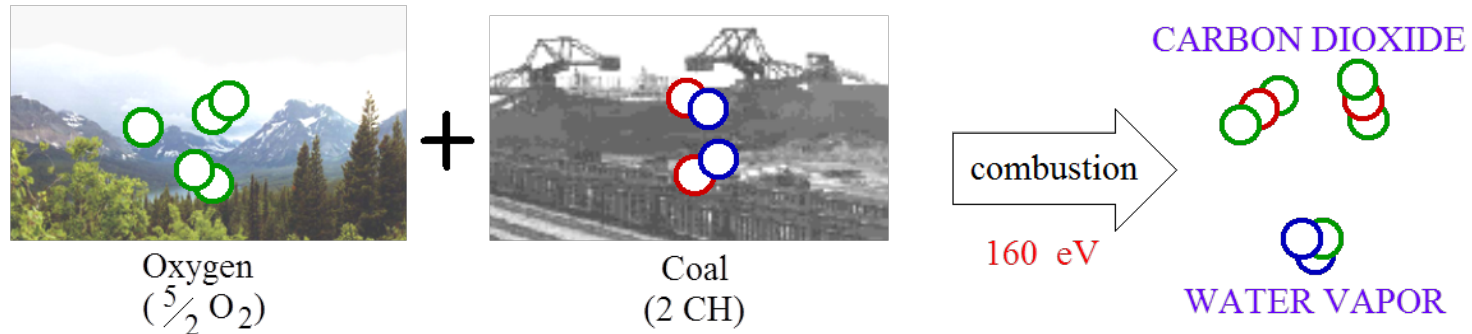 CARBON DIOXIDE
+
combustion
160 eV
Oxygen
( 5/2 O2)
Coal
(2 CH)
WATER VAPOR